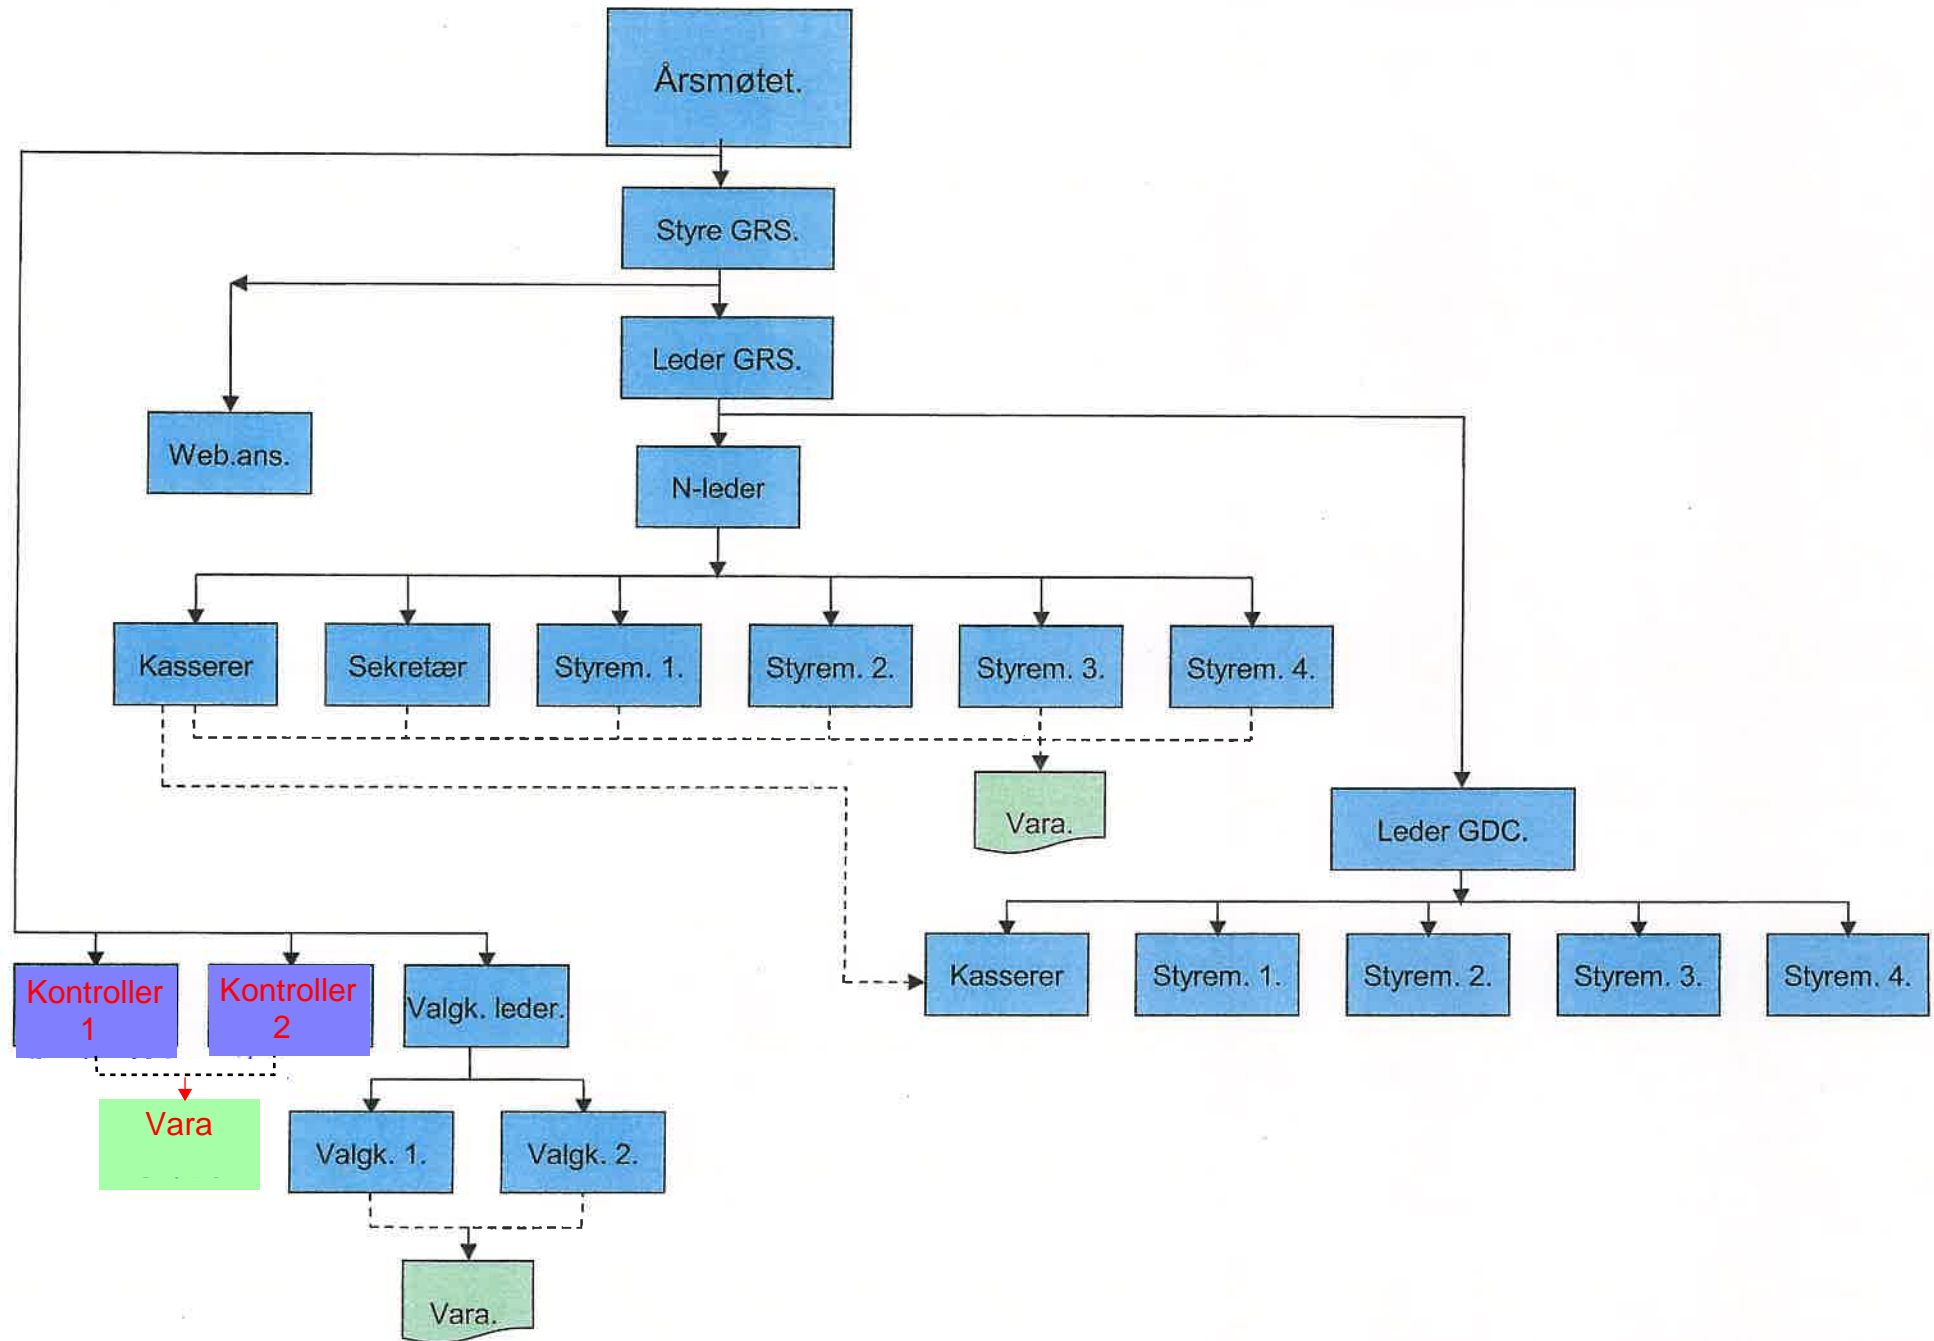 Årsmøtet.
Styre GRS.
Leder GRS.
Web.ans.
N-leder
Kasserer
Sekretær
Styrem. 1.
Styrem. 2.
Styrem. 3.
Styrem. 4.
Vara.
Leder GDC.
Kasserer
Styrem. 1.
Styrem. 2.
Styrem. 3.
Styrem. 4.
Kontroller
1
Kontroller
2
Valgk. leder.
Vara
Valgk. 1.
Valgk. 2.
Vara.